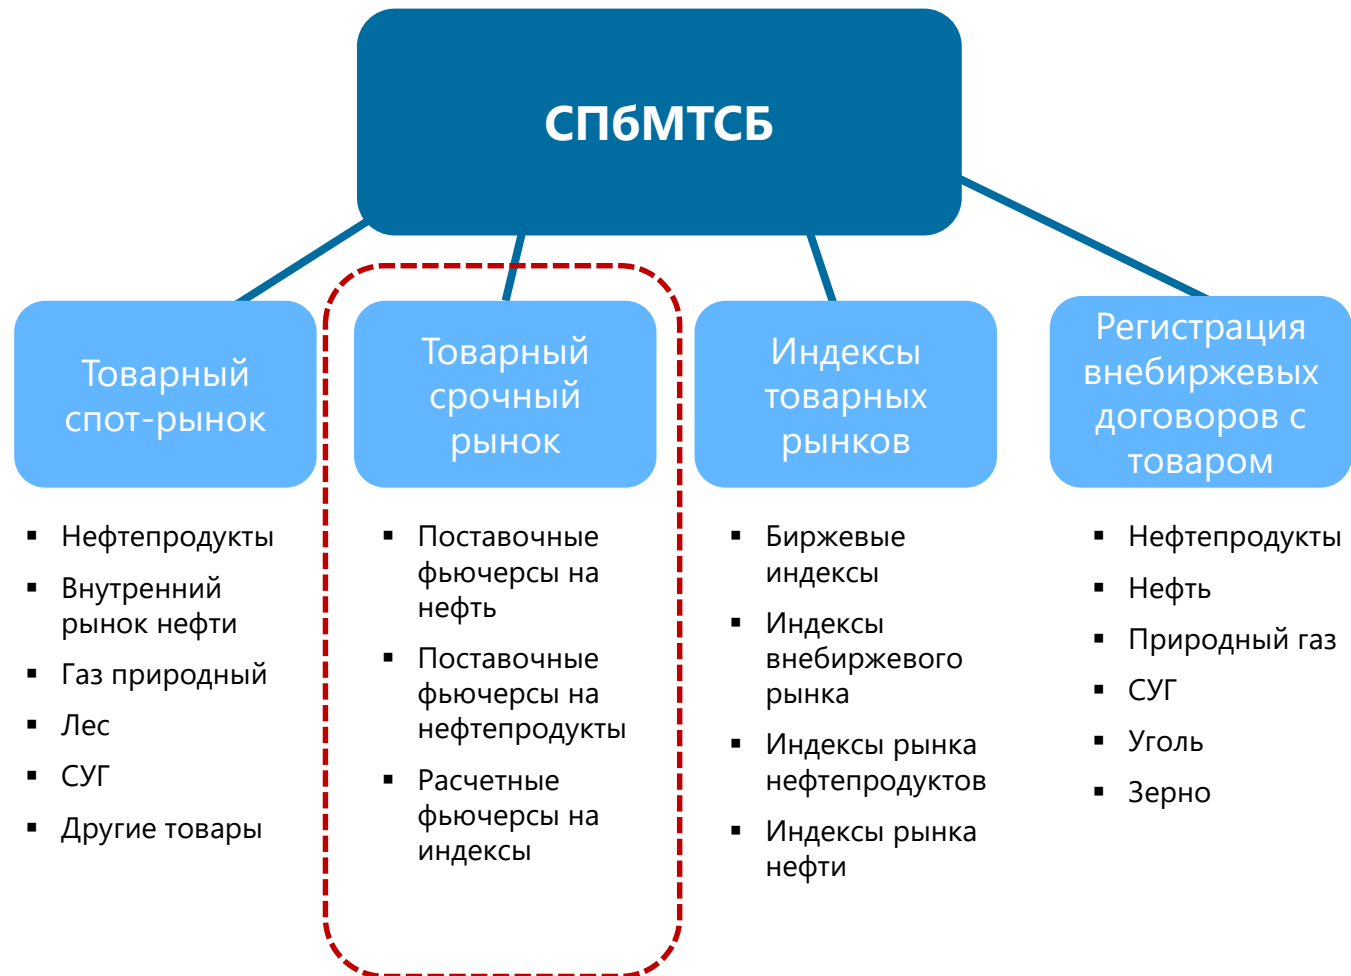 СПбМТСБ
Товарный
спот-рынок
▪ Нефтепродукты
▪ Внутренний
рынок нефти
▪ Газ природный
▪ Лес
▪ СУГ
▪ Другие товары
Товарный
срочный
рынок
▪ Поставочные
фьючерсы на
нефть
▪ Поставочные
фьючерсы на
нефтепродукты
▪ Расчетные
фьючерсы на
индексы
Индексы
товарных
рынков
▪ Биржевые
индексы
▪ Индексы
внебиржевого
рынка
▪ Индексы рынка
нефтепродуктов
▪ Индексы рынка
нефти
Регистрация
внебиржевых
договоров с
товаром
▪ Нефтепродукты
▪ Нефть
▪ Природный газ
▪ СУГ
▪ Уголь
▪ Зерно